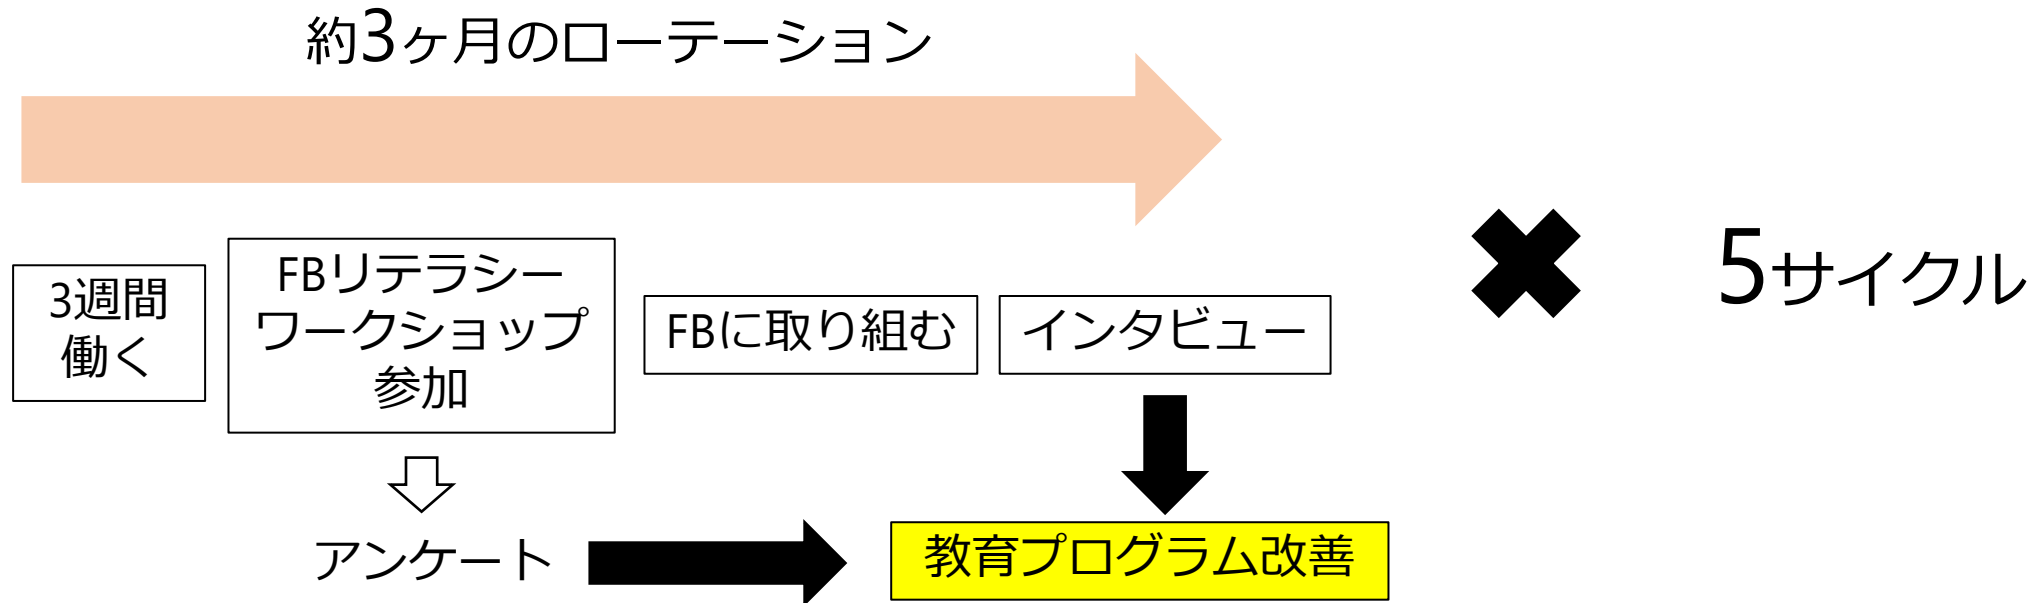 約3ヶ月のローテーション
3週間
働く
FBリテラシー
ワークショップ
参加
FBに取り組む
インタビュー
5サイクル
アンケート
教育プログラム改善